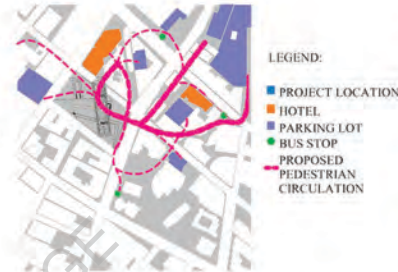 LEGEND:
PROJECT LOCATION
HOTEL
PARKING LOT
BUS STOP
PROPOSED
PEDESTRIAN
CIRCULATION